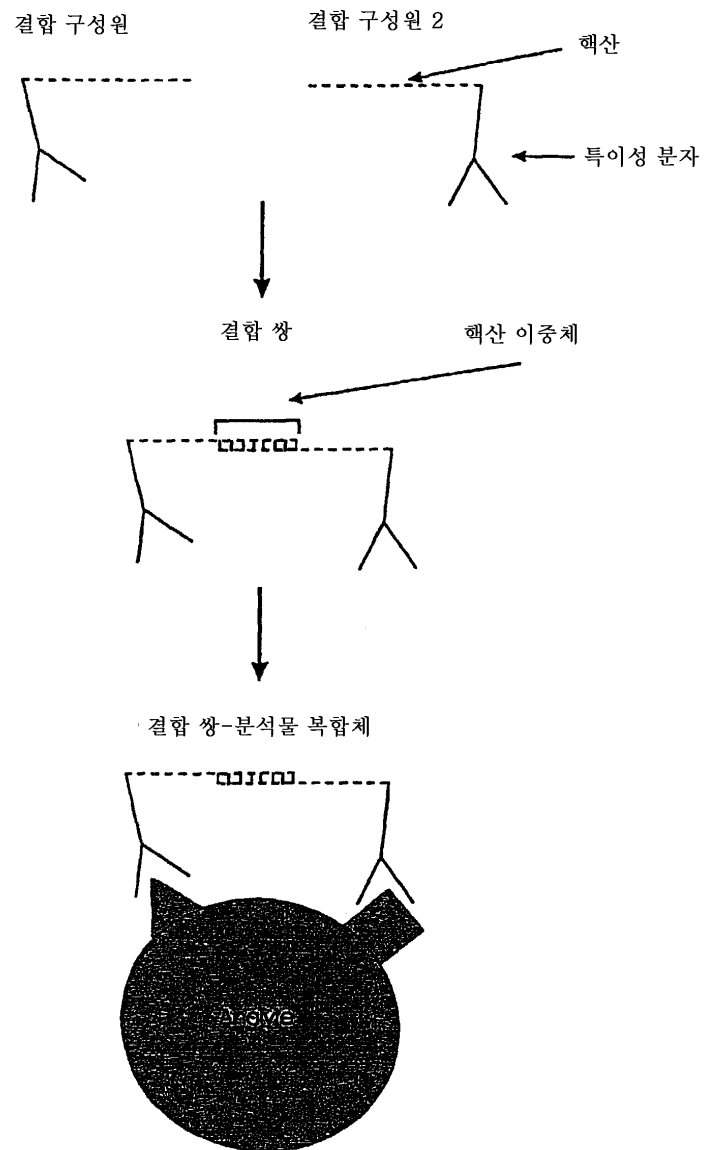 결합 구성원
결합 구성원 2
핵산
특이성 분자
결합 쌍
핵산 이중체
결합 쌍-분석물 복합체